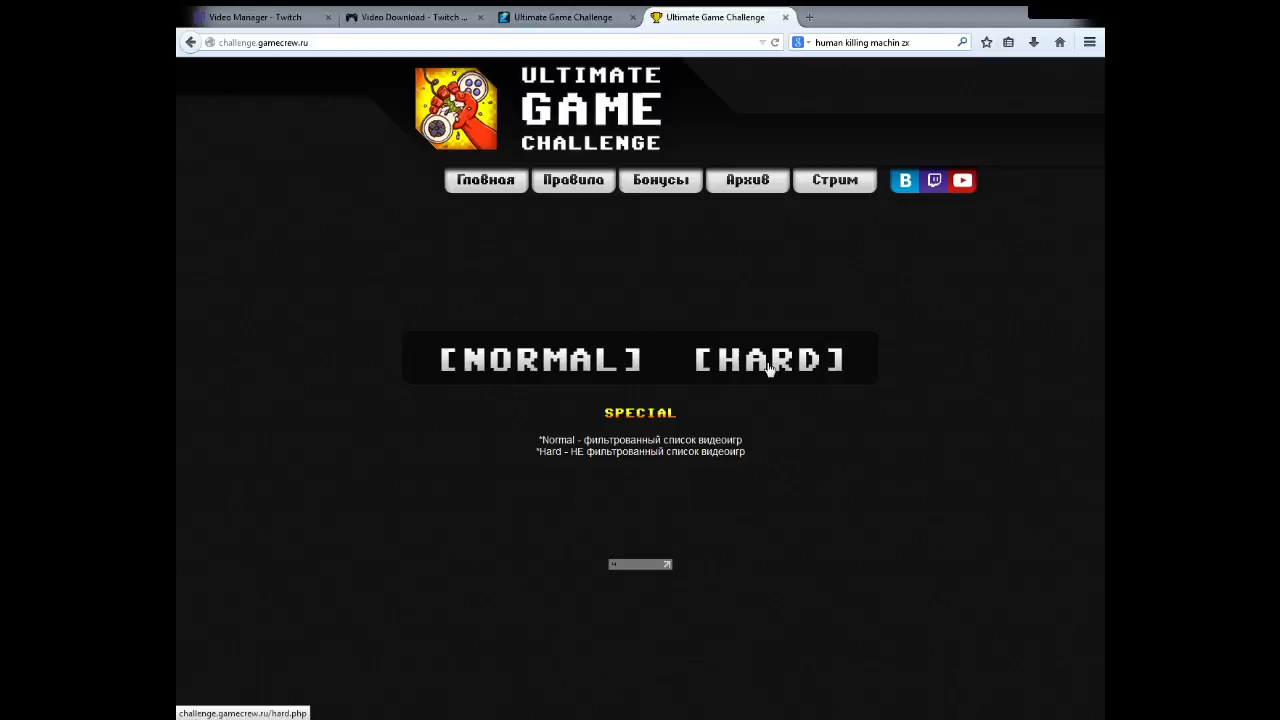 Video Manager - Twitch
Video Download - Twitch ...
Ultimate Game Challenge
Ultimate Game Challenge
challenge.gamecrew.ru
human killing machin zx
ULTIMATE
GAME
CHALLENGE
Главная
Правила
Бонусы
Архив
Стрим
[NORMAL]
[HARD]
SPECIAL
*Normal - фильтрованный список видеоигр
*Hard - НЕ фильтрованный список видеоигр
challenge.gamecrew.ru/hard.php